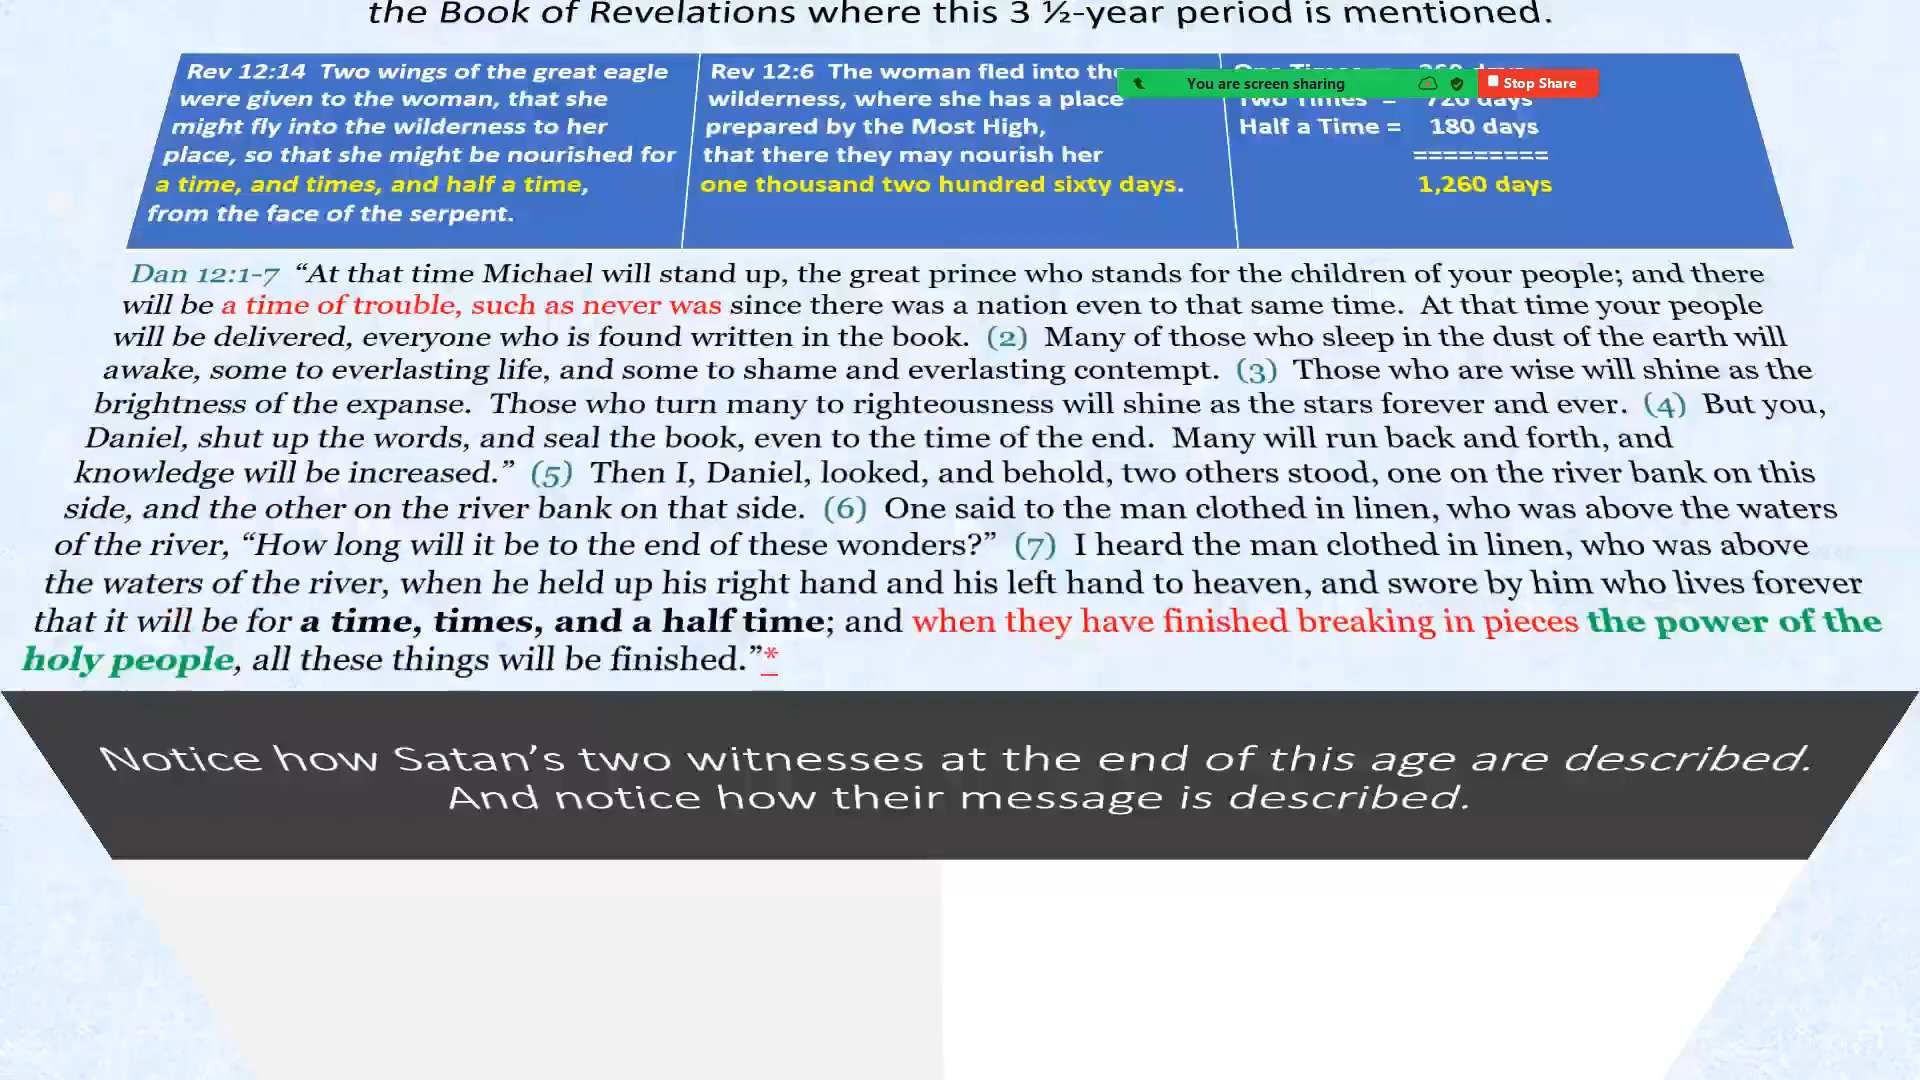 the Book of Revelations where this 3 ½-year period is mentioned.
Rev 12:14 Two wings of the great eagle
were given to the woman, that she
might fly into the wilderness to her
place, so that she might be nourished for
a time, and times, and half a time,
from the face of the serpent.
Rev 12:6 The woman fled into the
wilderness, where she has a place
prepared by the Most High,
that there they may nourish her
one thousand two hundred sixty days.
You are screen sharing
Stop Share
Two Times = 720 days
Half a Time = 180 days
=========
1,260 days
Dan 12:1-7 “At that time Michael will stand up, the great prince who stands for the children of your people; and there
will be a time of trouble, such as never was since there was a nation even to that same time. At that time your people
will be delivered, everyone who is found written in the book. (2) Many of those who sleep in the dust of the earth will
awake, some to everlasting life, and some to shame and everlasting contempt. (3) Those who are wise will shine as the
brightness of the expanse. Those who turn many to righteousness will shine as the stars forever and ever. (4) But you,
Daniel, shut up the words, and seal the book, even to the time of the end. Many will run back and forth, and
knowledge will be increased.” (5) Then I, Daniel, looked, and behold, two others stood, one on the river bank on this
side, and the other on the river bank on that side. (6) One said to the man clothed in linen, who was above the waters
of the river, “How long will it be to the end of these wonders?” (7) I heard the man clothed in linen, who was above
the waters of the river, when he held up his right hand and his left hand to heaven, and swore by him who lives forever
that it will be for a time, times, and a half time; and when they have finished breaking in pieces the power of the
holy people, all these things will be finished.”*
Notice how Satan’s two witnesses at the end of this age are described.
And notice how their message is described.